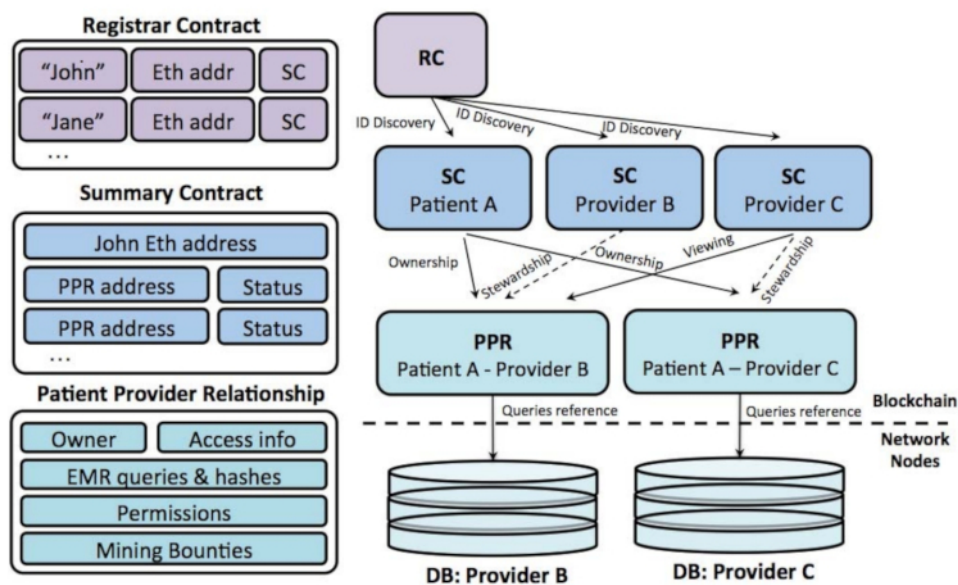 Registrar Contract
"John" Eth addr SC
"Jane" Eth addr SC
...
Summary Contract
John Eth address
PPR address Status
PPR address Status
...
Patient Provider Relationship
Owner Access info
EMR queries & hashes
Permissions
Mining Bounties
RC
ID Discovery ID Discovery ID Discovery
SC
Patient A
SC
Provider B
SC
Provider C
Ownership Stewardship Ownership Viewing Stewardship
PPR
Patient A - Provider B
PPR
Patient A – Provider C
Queries reference Queries reference Blockchain
Network
Nodes
DB: Provider B DB: Provider C